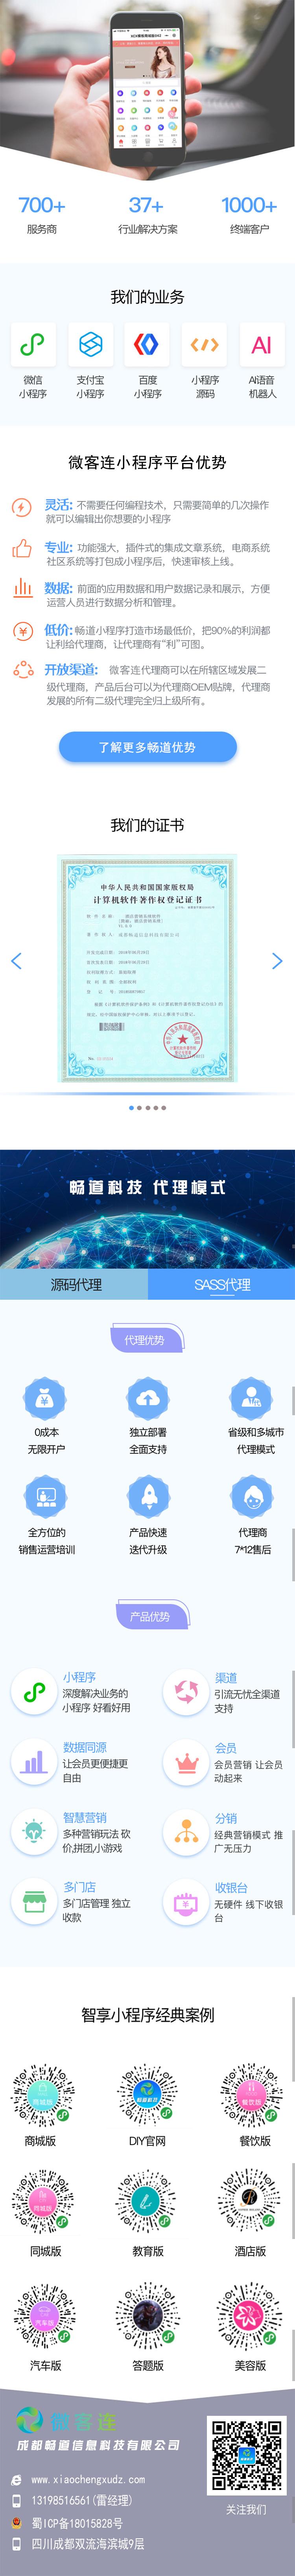 700+
37+
1000+
服务商
行业解决方案
终端客户
我们的业务
AI
微信
小程序
支付宝
小程序
百度
小程序
小程序
源码
AI语音
机器人
微客连小程序平台优势
灵活: 不需要任何编程技术，只需要简单的几次操作
就可以编辑出你想要的小程序
专业: 功能强大，插件式的集成文章系统，电商系统
社区系统等打包成小程序后，快速审核上线。
数据: 前面的应用数据和用户数据记录和展示，方便
运营人员进行数据分析和管理。
低价: 畅道小程序打造市场最低价，把90%的利润都
让利给代理商，让代理商有“利”可图。
开放渠道: 微客连代理商可以在所辖区域发展二
级代理商，产品后台可以为代理商OEM贴牌，代理商
发展的所有二级代理完全归上级所有。
了解更多畅道优势
我们的证书
中华人民共和国国家版权局
计算机软件著作权登记证书
畅道科技 代理模式
源码代理
SASS代理
代理优势
0成本
无限开户
独立部署
全面支持
省级和多城市
代理模式
全方位的
销售运营培训
产品快速
迭代升级
代理商
7*12售后
产品优势
小程序
深度解决业务的
小程序 好看好用
渠道
引流无忧全渠道
支持
数据同源
让会员更便捷更
自由
会员
会员营销 让会员
动起来
智慧营销
多种营销玩法 砍
价,拼团,小游戏
分销
经典营销模式 推
广无压力
多门店
多门店管理 独立
收款
收银台
无硬件 线下收银
台
智享小程序经典案例
商城版
DIY官网
餐饮版
同城版
教育版
酒店版
汽车版
答题版
美容版
微客连
成都畅道信息科技有限公司
www.xiaochengxudz.com
13198516561(雷经理)
蜀ICP备18015828号
四川成都双流海滨城9层
关注我们